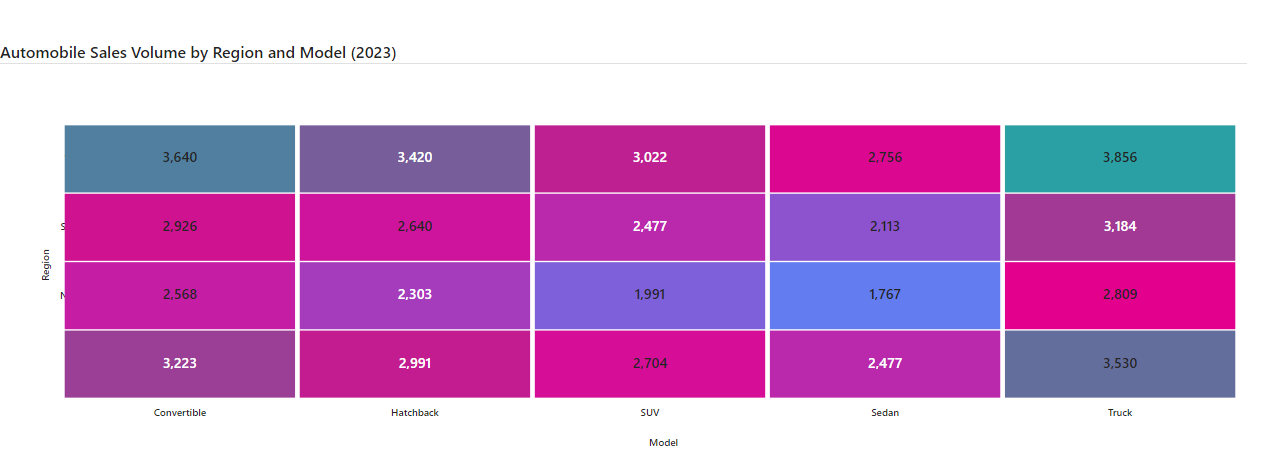 Automobile Sales Volume by Region and Model (2023)
3,640 3,420 3,022 2,756 3,856
2,926 2,640 2,477 2,113 3,184
Region
2,568 2,303 1,991 1,767 2,809
3,223 2,991 2,704 2,477 3,530
Convertible Hatchback SUV Sedan Truck
Model